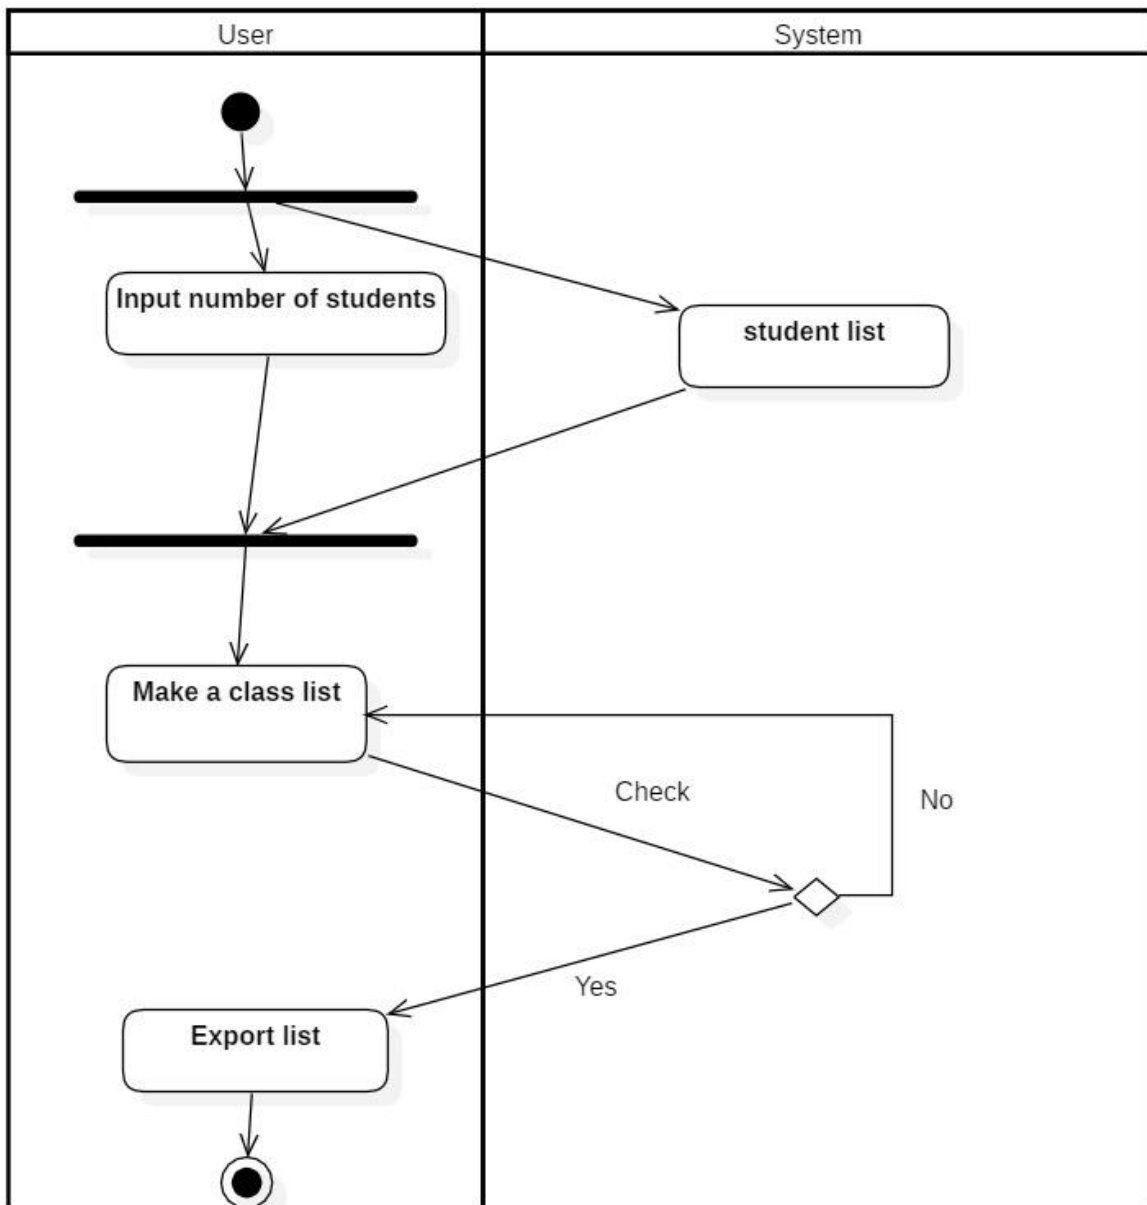 User
System
Input number of students
student list
Make a class list
Check
No
Yes
Export list